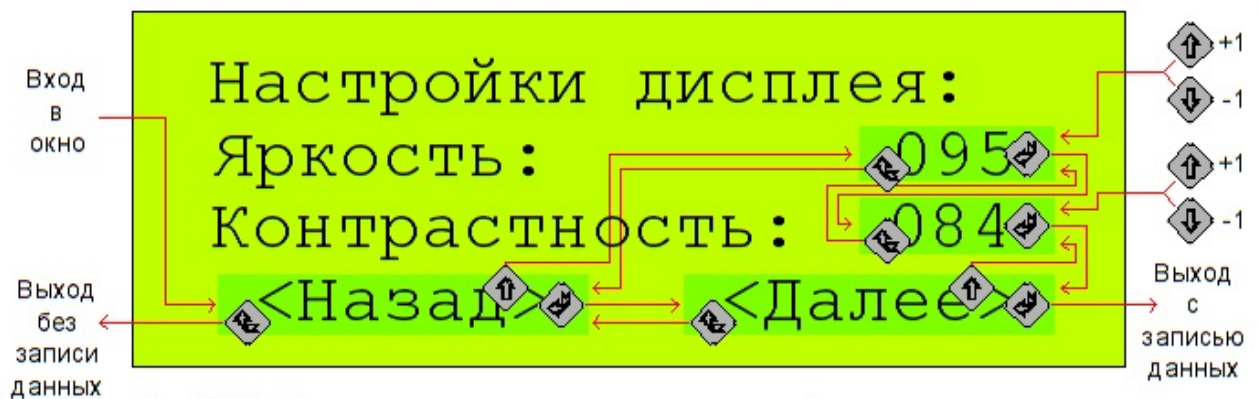 Вход
в
окно
Настройки дисплея:
Яркость: 095
Контрастность: 084
<Назад> <Далее>
+1
-1
+1
-1
Выход
без
записи
данных
Выход
с
записью
данных